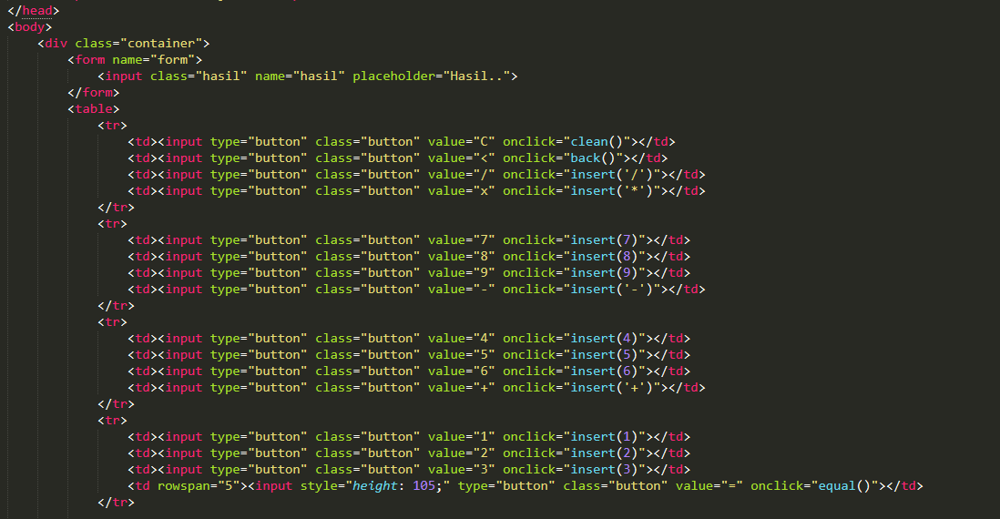 </head>
<body>
<div class="container">
<form name="form">
<input class="hasil" name="hasil" placeholder="Hasil..">
</form>
<table>
<tr>
<td><input type="button" class="button" value="C" onclick="clean()"></td>
<td><input type="button" class="button" value="<" onclick="back()"></td>
<td><input type="button" class="button" value="/" onclick="insert('/')"></td>
<td><input type="button" class="button" value="x" onclick="insert('*')"></td>
</tr>
<tr>
<td><input type="button" class="button" value="7" onclick="insert(7)"></td>
<td><input type="button" class="button" value="8" onclick="insert(8)"></td>
<td><input type="button" class="button" value="9" onclick="insert(9)"></td>
<td><input type="button" class="button" value="-" onclick="insert('-')"></td>
</tr>
<tr>
<td><input type="button" class="button" value="4" onclick="insert(4)"></td>
<td><input type="button" class="button" value="5" onclick="insert(5)"></td>
<td><input type="button" class="button" value="6" onclick="insert(6)"></td>
<td><input type="button" class="button" value="+" onclick="insert('+')"></td>
</tr>
<tr>
<td><input type="button" class="button" value="1" onclick="insert(1)"></td>
<td><input type="button" class="button" value="2" onclick="insert(2)"></td>
<td><input type="button" class="button" value="3" onclick="insert(3)"></td>
<td rowspan="5"><input style="height: 105;" type="button" class="button" value="=" onclick="equal()"></td>
</tr>